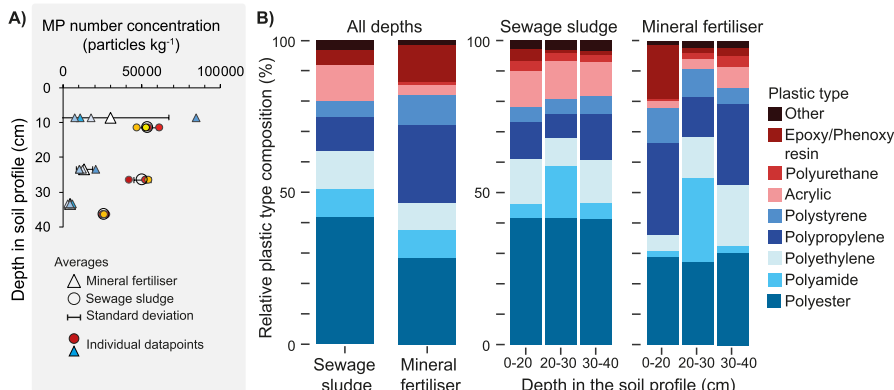 A)
MP number concentration
(particles kg⁻¹)
0 50000 100000
0
10
20
30
40
Depth in soil profile (cm)
Averages
Mineral fertiliser
Sewage sludge
Standard deviation
Individual datapoints
B)
All depths
Sewage sludge
Mineral fertiliser
Relative plastic type composition (%)
100
50
0
100
50
0
Sewage
sludge
Mineral
fertiliser
0-20 20-30 30-40
0-20 20-30 30-40
Depth in the soil profile (cm)
Plastic type
Other
Epoxy/Phenoxy
resin
Polyurethane
Acrylic
Polystyrene
Polypropylene
Polyethylene
Polyamide
Polyester